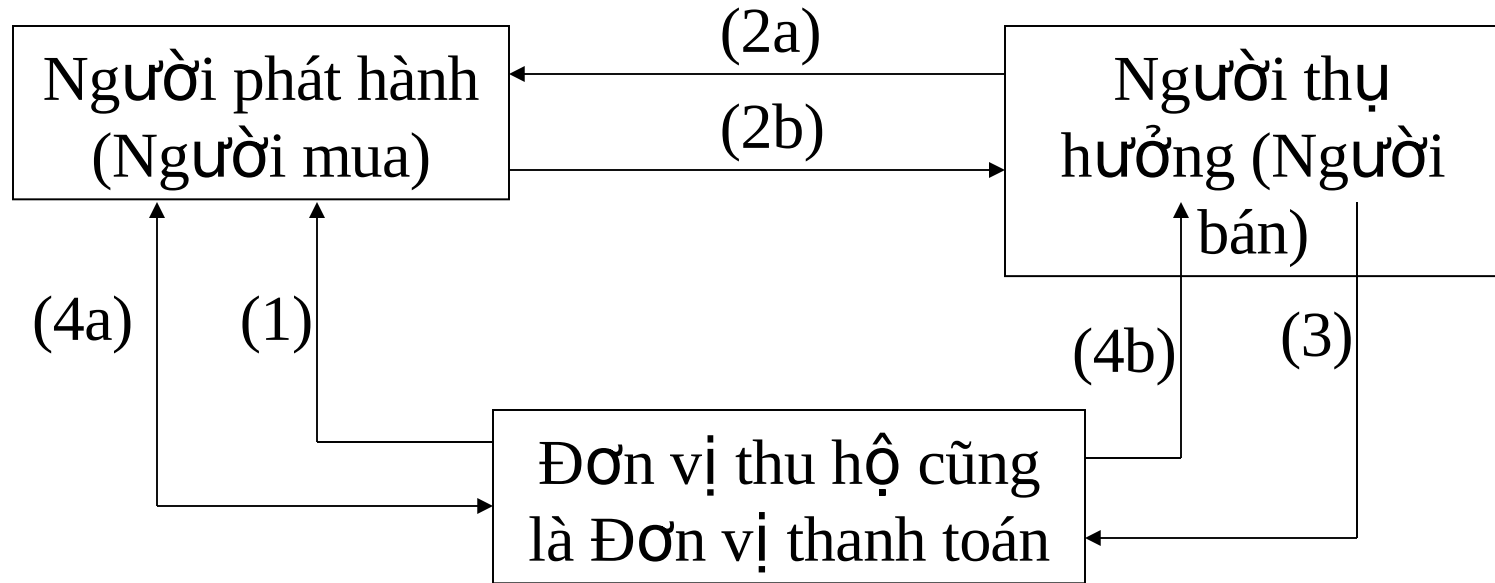 (2a)
Người phát hành
(Người mua)
(2b)
Người thụ
hưởng (Người
bán)
(4a)
(1)
(4b)
(3)
Đơn vị thu hộ cũng
là Đơn vị thanh toán